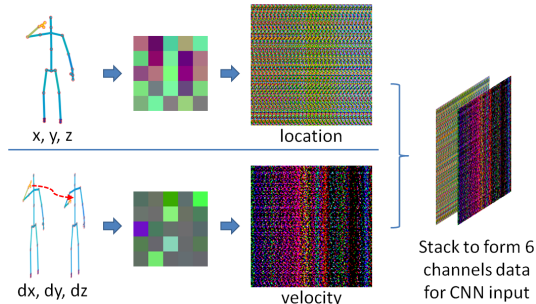 x, y, z
location
dx, dy, dz
velocity
Stack to form 6
channels data
for CNN input